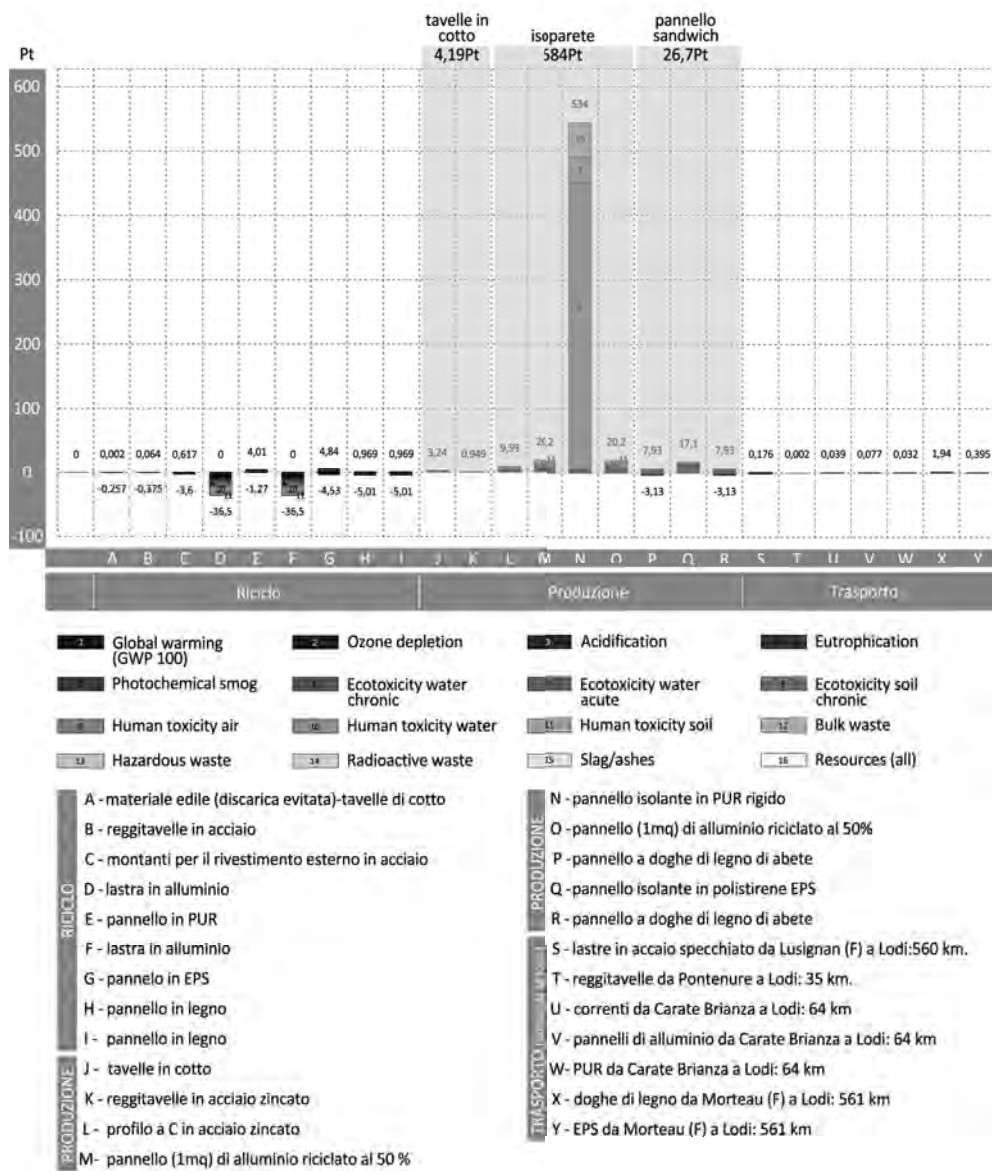 tavelle in
cotto
4,19Pt
isoparete
584Pt
pannello
sandwich
26,7Pt
Pt
600
500
400
300
200
100
0
-100
534
0 0,002 0,064 0,617 0 4,01 0 4,84 0,969 0,969 3,24 0,949 9,59 20,2 20,2 7,93 17,1 7,93 0,176 0,002 0,039 0,077 0,032 1,94 0,395
-0,257 -0,375 -3,6 -36,5 -1,27 -36,5 -4,53 -5,01 -5,01 -3,13 -3,13
A B C D E F G H I J K L M N O P Q R S T U V W X Y
Riciclo Produzione Trasporto
1 Global warming
(GWP 100)
2 Ozone depletion
3 Acidification
Eutrophication
Photochemical smog
Ecotoxicity water
chronic
Ecotoxicity water
acute
Ecotoxicity soil
chronic
9 Human toxicity air
10 Human toxicity water
11 Human toxicity soil
12 Bulk waste
13 Hazardous waste
14 Radioactive waste
15 Slag/ashes
16 Resources (all)
RICICLO
A - materiale edile (discarica evitata)-tavelle di cotto
B - reggitavelle in acciaio
C - montanti per il rivestimento esterno in acciaio
D - lastra in alluminio
E - pannello in PUR
F - lastra in alluminio
G - pannelo in EPS
H - pannello in legno
I - pannello in legno
PRODUZIONE
J - tavelle in cotto
K - reggitavelle in acciaio zincato
L - profilo a C in acciaio zincato
M- pannello (1mq) di alluminio riciclato al 50 %
PRODUZIONE
N - pannello isolante in PUR rigido
O - pannello (1mq) di alluminio riciclato al 50%
P - pannello a doghe di legno di abete
Q - pannello isolante in polistirene EPS
R - pannello a doghe di legno di abete
TRASPORTO
S - lastre in accaio specchiato da Lusignan (F) a Lodi:560 km.
T - reggitavelle da Pontenure a Lodi: 35 km.
U - correnti da Carate Brianza a Lodi: 64 km
V - pannelli di alluminio da Carate Brianza a Lodi: 64 km
W- PUR da Carate Brianza a Lodi: 64 km
X - doghe di legno da Morteau (F) a Lodi: 561 km
Y - EPS da Morteau (F) a Lodi: 561 km